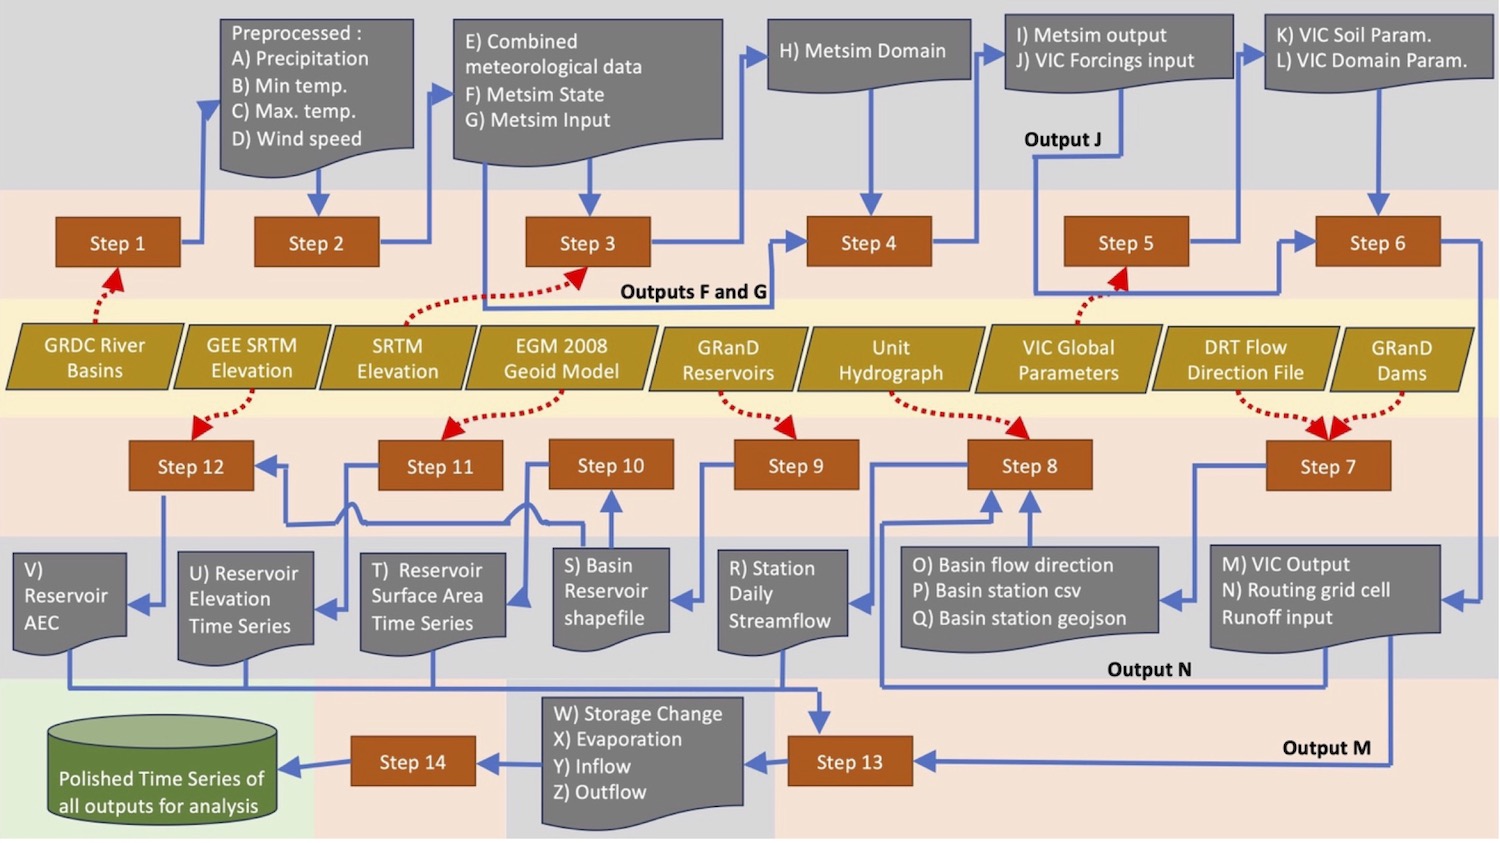 Preprocessed :
A) Precipitation
B) Min temp.
C) Max. temp.
D) Wind speed
E) Combined
meteorological data
F) Metsim State
G) Metsim Input
H) Metsim Domain
I) Metsim output
J) VIC Forcings input
K) VIC Soil Param.
L) VIC Domain Param.
Output J
Step 1
Step 2
Step 3
Step 4
Step 5
Step 6
Outputs F and G
GRDC River
Basins
GEE SRTM
Elevation
SRTM
Elevation
EGM 2008
Geoid Model
GRanD
Reservoirs
Unit
Hydrograph
VIC Global
Parameters
DRT Flow
Direction File
GRanD
Dams
Step 12
Step 11
Step 10
Step 9
Step 8
Step 7
V)
Reservoir
AEC
U) Reservoir
Elevation
Time Series
T) Reservoir
Surface Area
Time Series
S) Basin
Reservoir
shapefile
R) Station
Daily
Streamflow
O) Basin flow direction
P) Basin station csv
Q) Basin station geojson
M) VIC Output
N) Routing grid cell
Runoff input
Output N
Polished Time Series of
all outputs for analysis
Step 14
W) Storage Change
X) Evaporation
Y) Inflow
Z) Outflow
Step 13
Output M